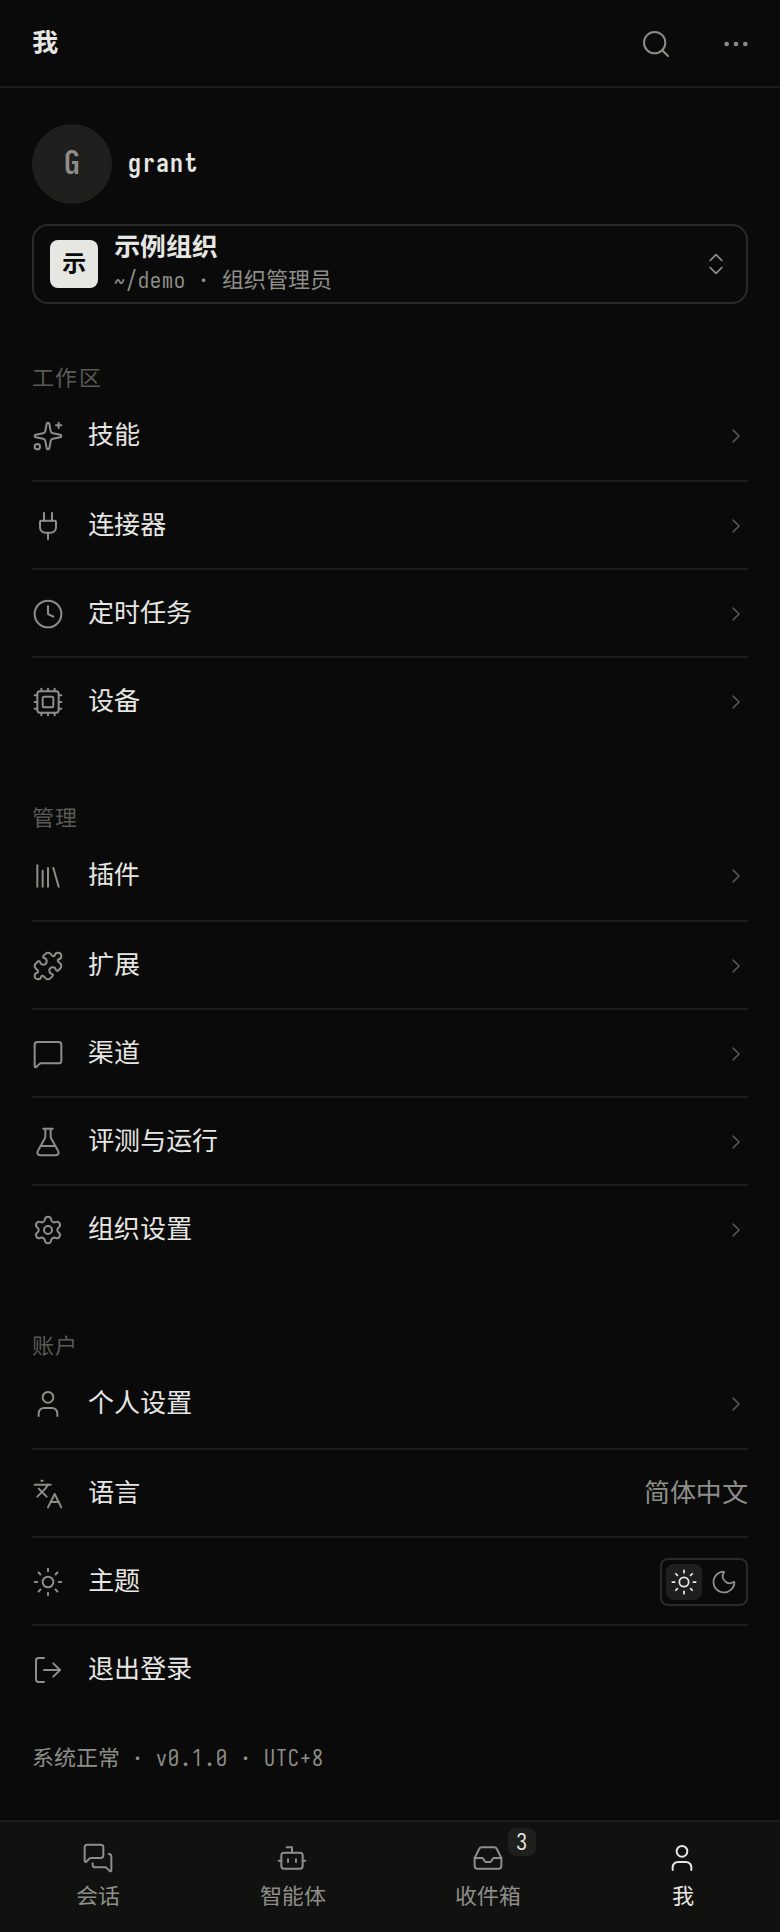 我
G
grant
示
示例组织
~/demo · 组织管理员
工作区
技能
连接器
定时任务
设备
管理
插件
扩展
渠道
评测与运行
组织设置
账户
个人设置
语言
简体中文
主题
退出登录
系统正常 · v0.1.0 · UTC+8
3
会话
智能体
收件箱
我